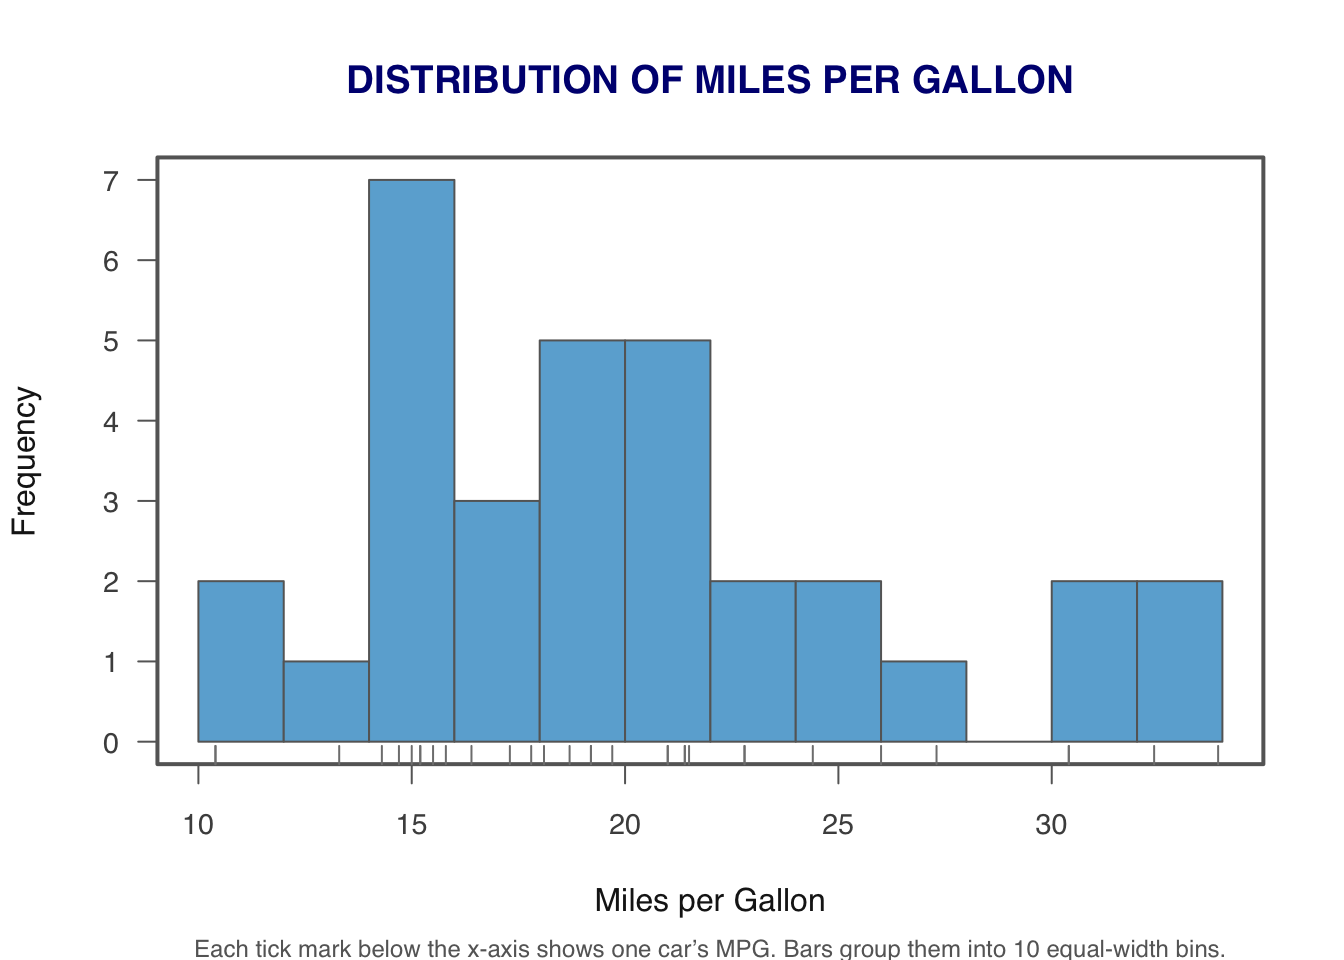 DISTRIBUTION OF MILES PER GALLON
7
6
5
4
3
2
1
0
Frequency
10 15 20 25 30
Miles per Gallon
Each tick mark below the x-axis shows one car’s MPG. Bars group them into 10 equal-width bins.